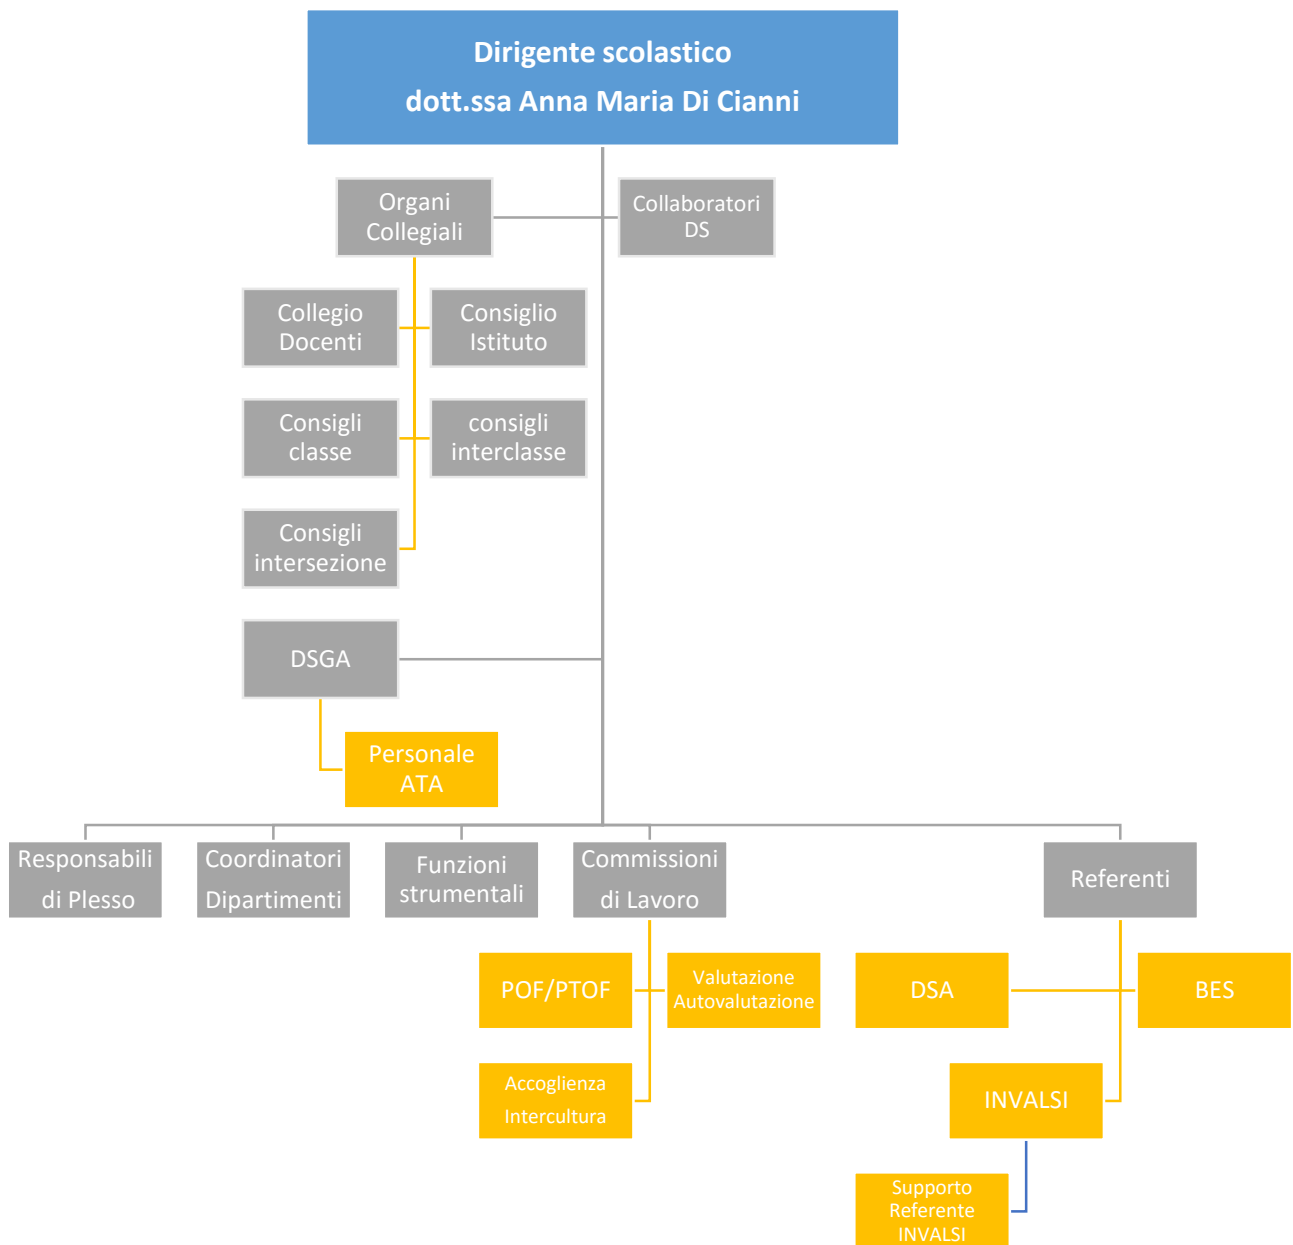 Dirigente scolastico
dott.ssa Anna Maria Di Cianni
Organi
Collegiali
Collaboratori
DS
Collegio
Docenti
Consiglio
Istituto
Consigli
classe
consigli
interclasse
Consigli
intersezione
DSGA
Personale
ATA
Responsabili
di Plesso
Coordinatori
Dipartimenti
Funzioni
strumentali
Commissioni
di Lavoro
Referenti
POF/PTOF
Valutazione
Autovalutazione
DSA
BES
Accoglienza
Intercultura
INVALSI
Supporto
Referente
INVALSI